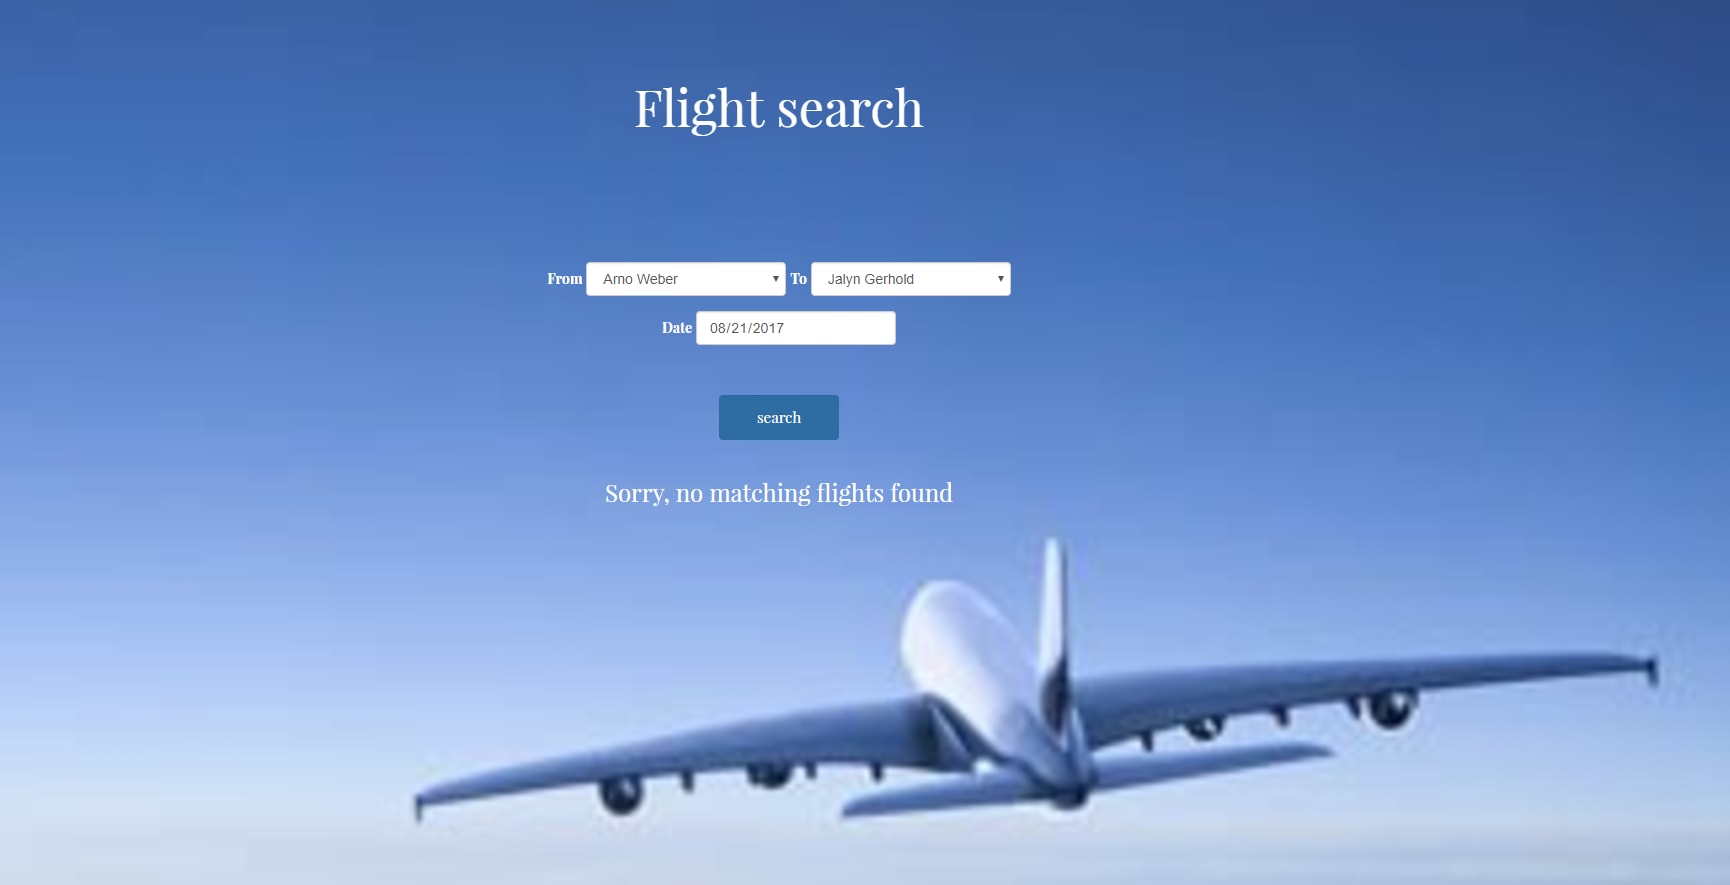 Flight search
From Arno Weber To Jalyn Gerhold
Date 08/21/2017
search
Sorry, no matching flights found